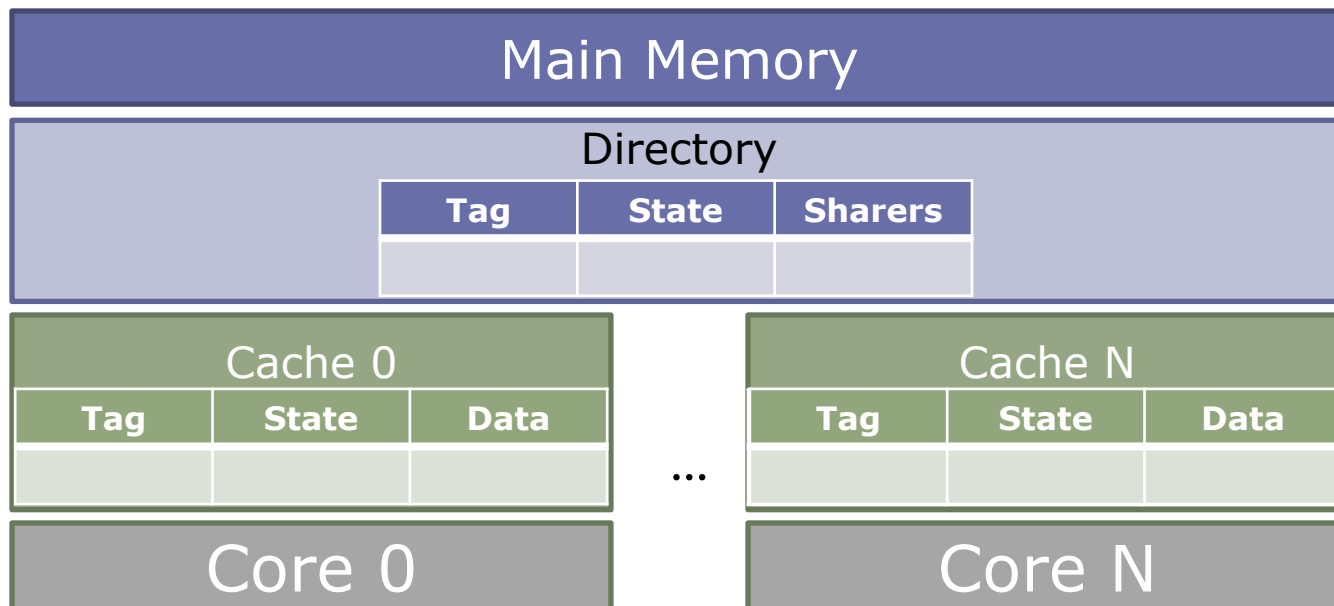 Main Memory
Directory
Tag State Sharers
Cache 0 Cache N
Tag State Data Tag State Data
...
Core 0 Core N